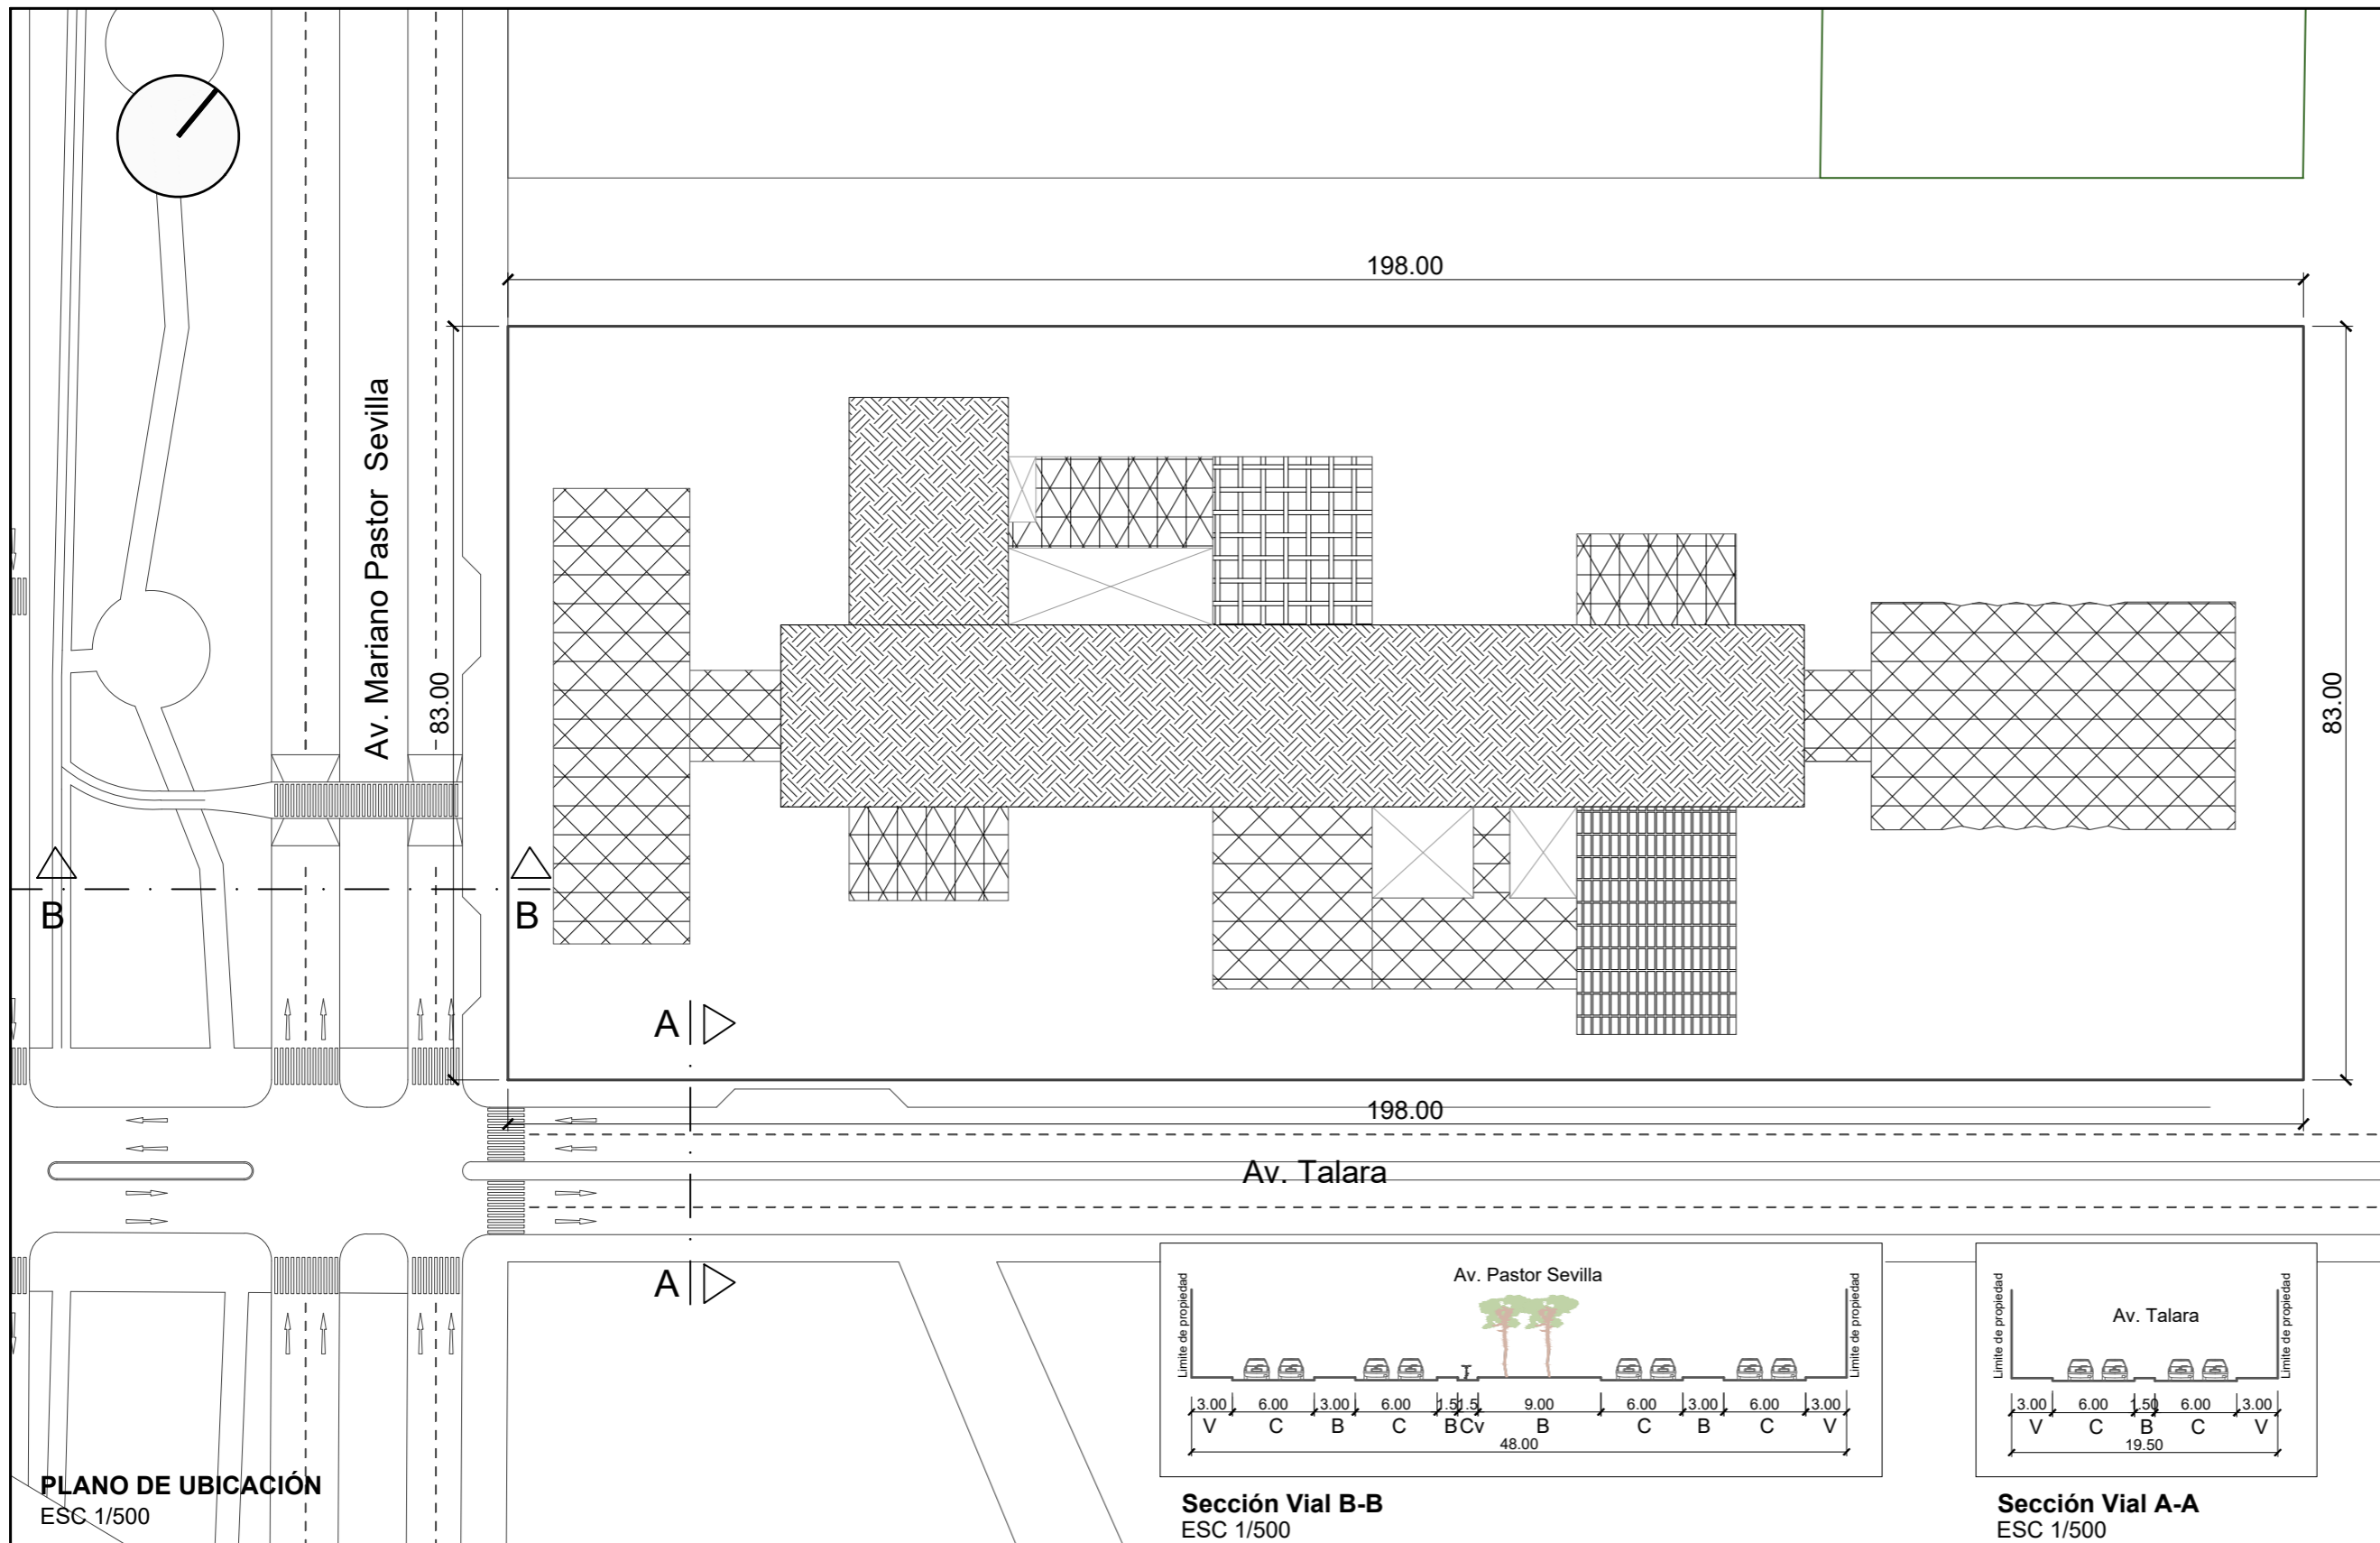 198.00
Av. Mariano Pastor Sevilla
83.00
83.00
B
B
A
198.00
Av. Talara
A
Av. Pastor Sevilla
Limite de propiedad
Limite de propiedad
3.00 6.00 3.00 6.00 1.5 1.5 9.00 6.00 3.00 6.00 3.00
V C B C B Cv B C B C V
48.00
Av. Talara
Limite de propiedad
Limite de propiedad
3.00 6.00 1.50 6.00 3.00
V C B C V
19.50
PLANO DE UBICACIÓN
ESC 1/500
Sección Vial B-B
ESC 1/500
Sección Vial A-A
ESC 1/500